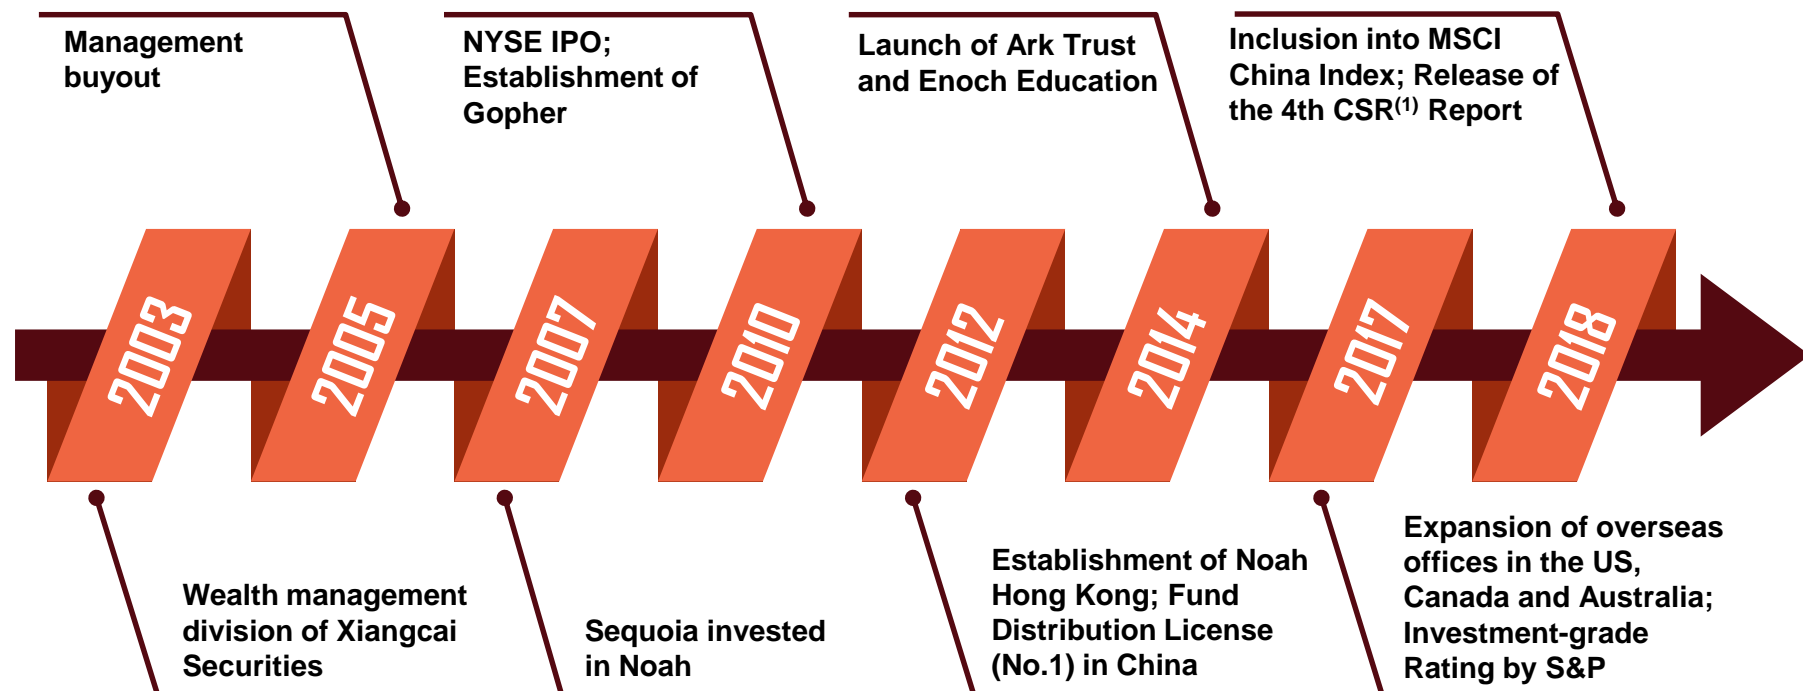 Management
buyout
NYSE IPO;
Establishment of
Gopher
Launch of Ark Trust
and Enoch Education
Inclusion into MSCI
China Index; Release of
the 4th CSR(1) Report
2003
2005
2007
2010
2012
2014
2017
2018
Wealth management
division of Xiangcai
Securities
Sequoia invested
in Noah
Establishment of Noah
Hong Kong; Fund
Distribution License
(No.1) in China
Expansion of overseas
offices in the US,
Canada and Australia;
Investment-grade
Rating by S&P